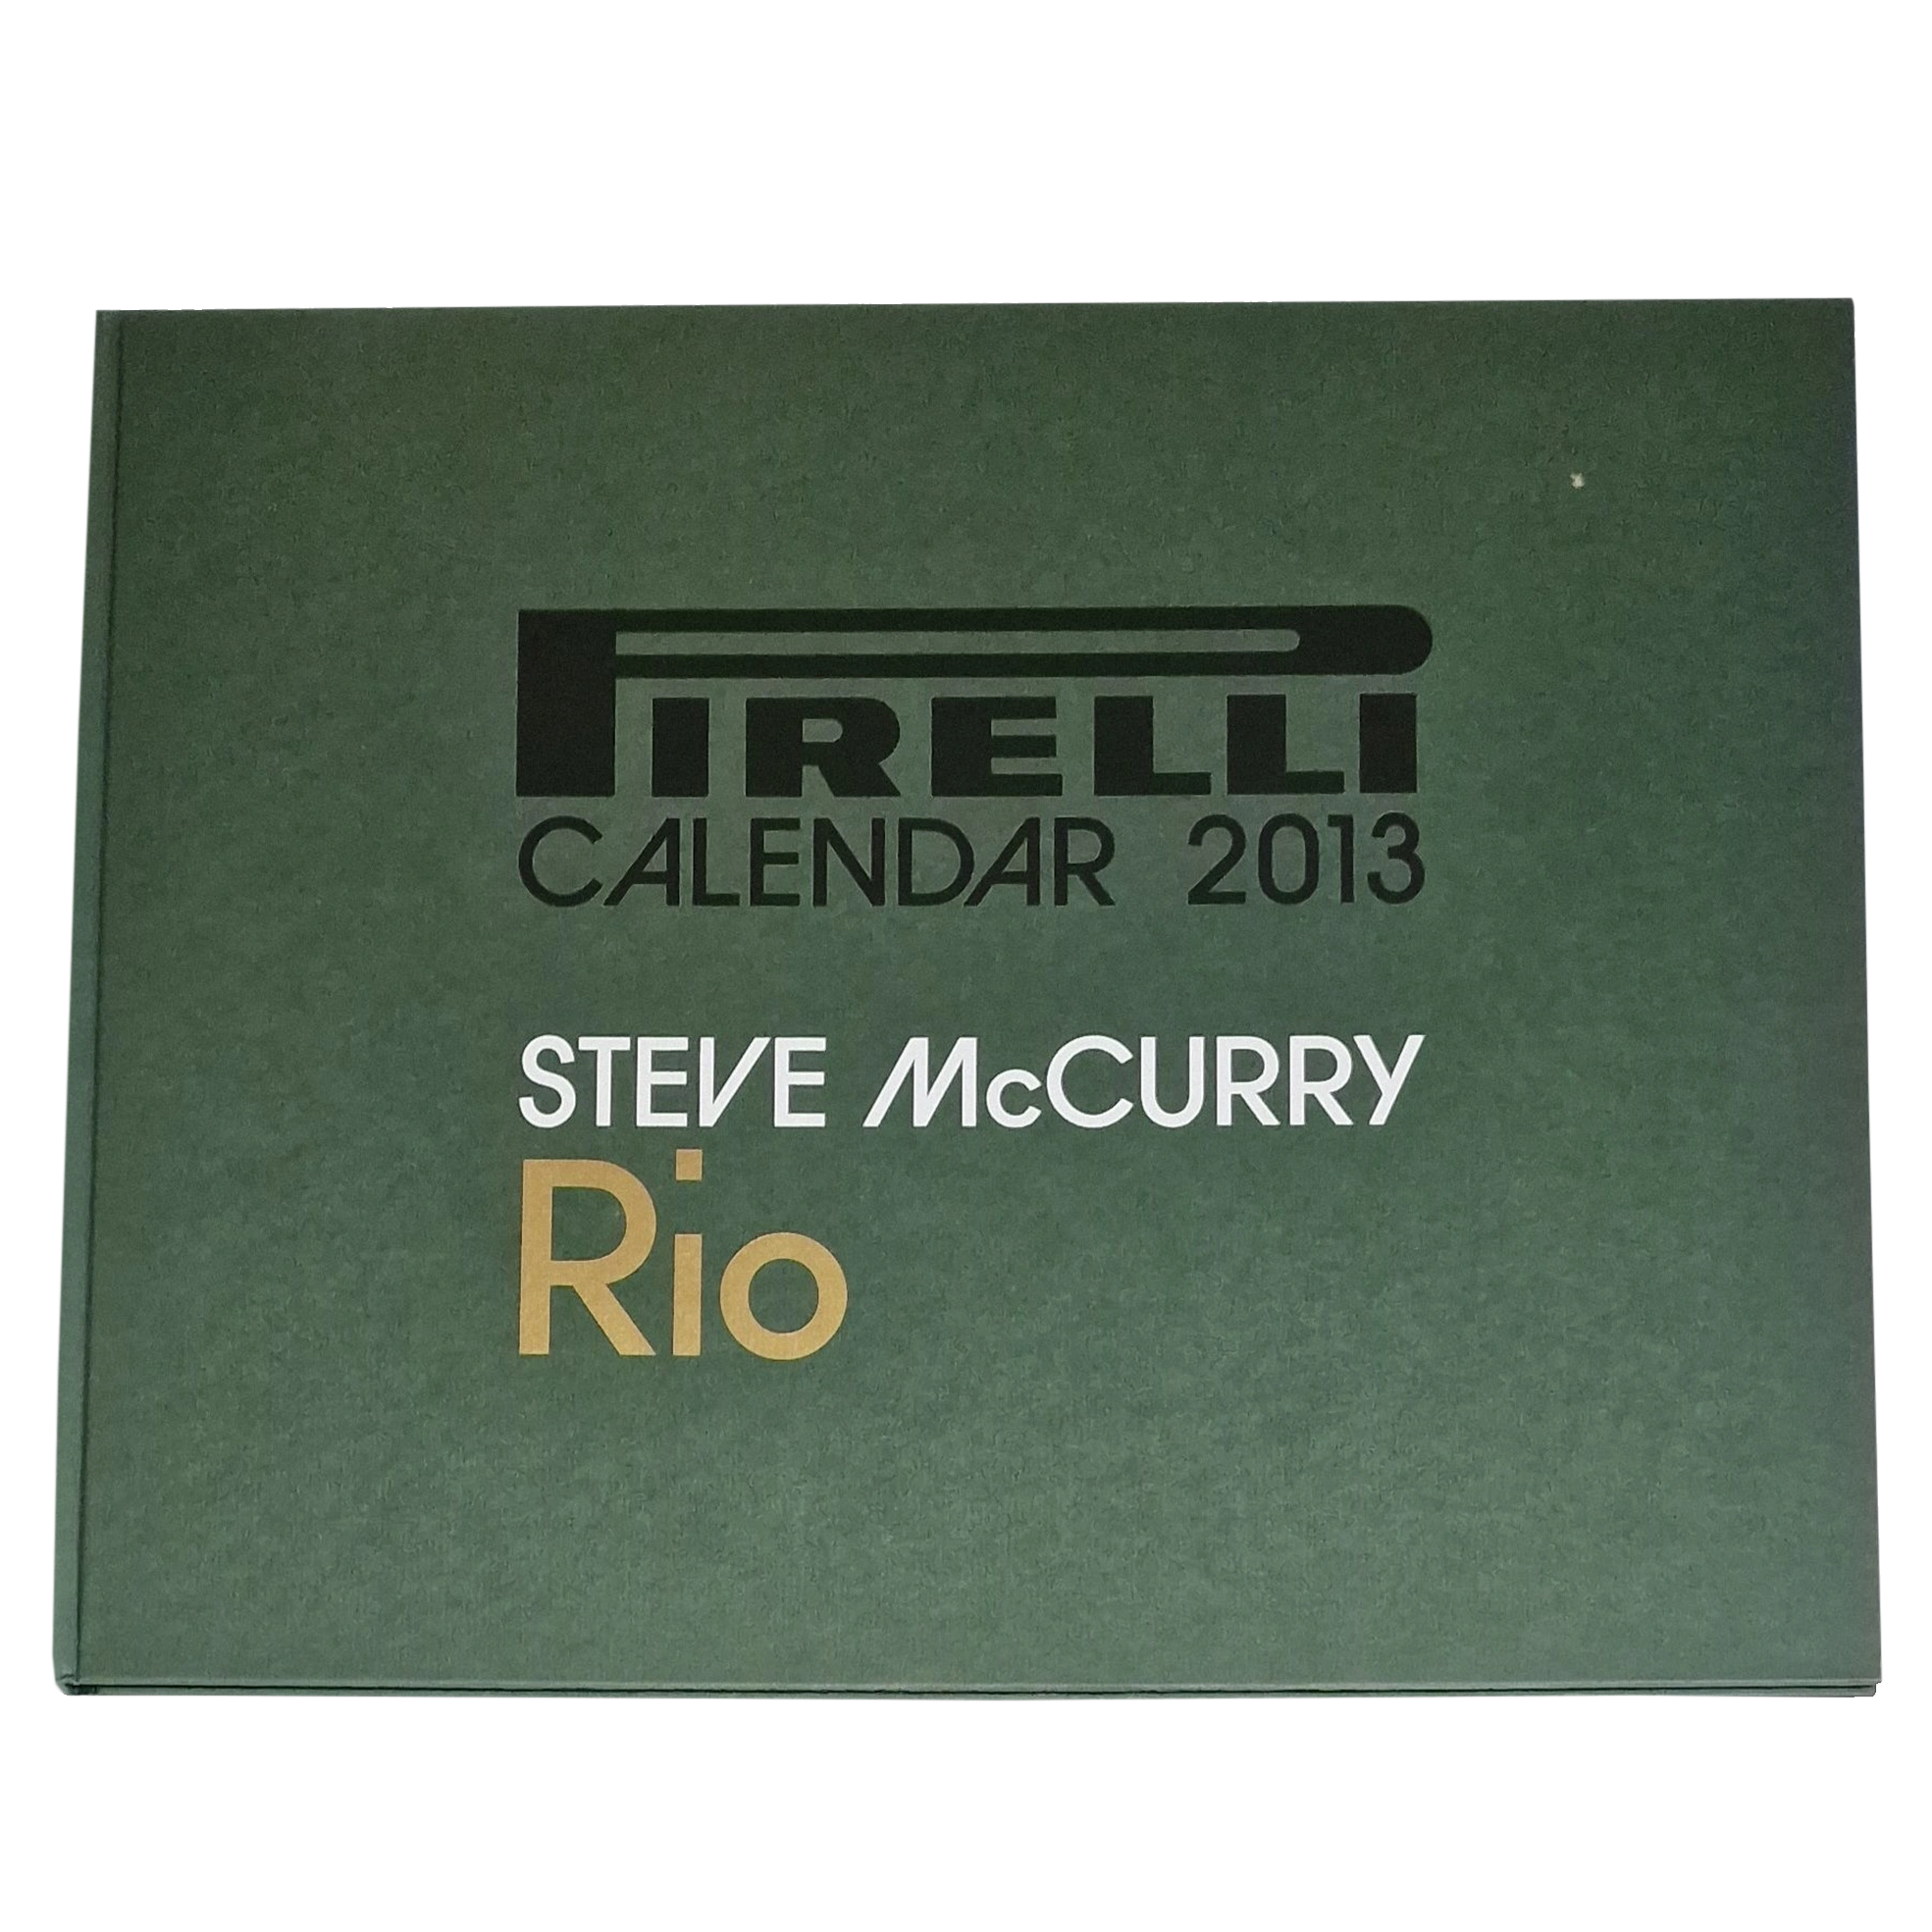 PIRELLI
CALENDAR 2013
STEVE McCURRY
Rio